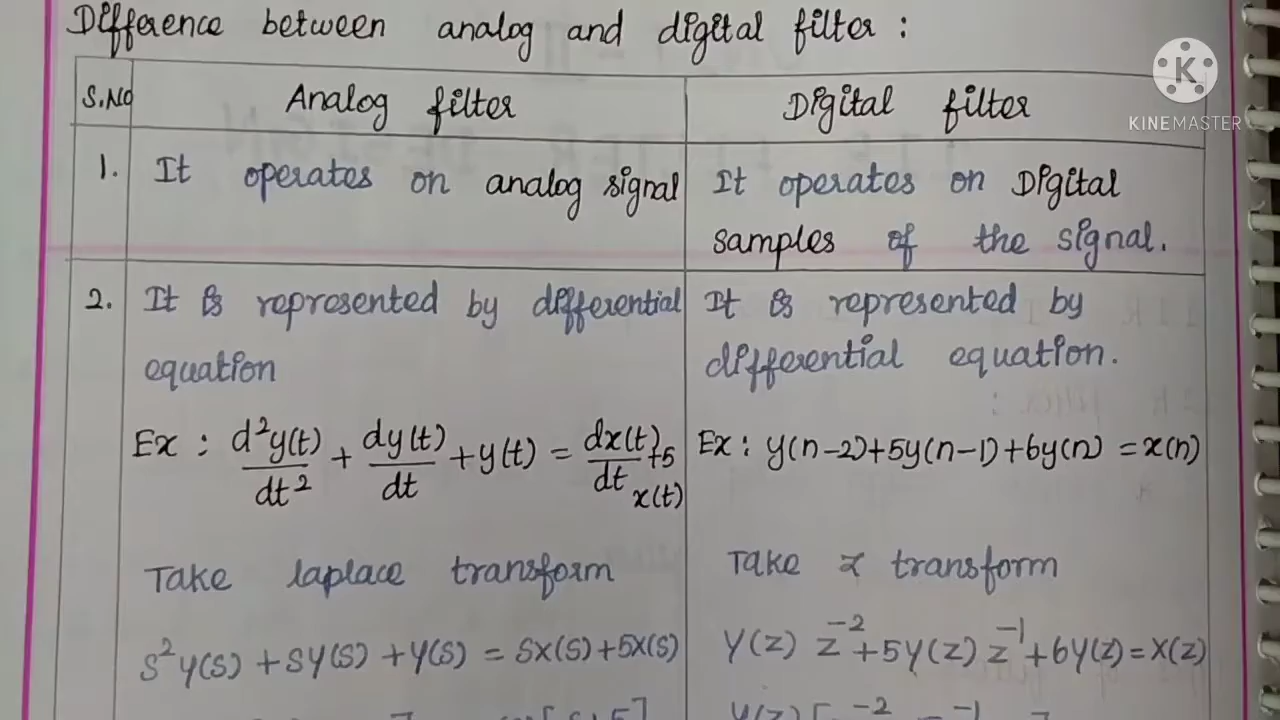 Difference between analog and digital filter :
K
KINEMASTER
S.No Analog filter Digital filter
1. It operates on analog signal
It operates on Digital
samples of the signal.
2. It is represented by differential
equation
Ex : d²y(t)/dt² + dy(t)/dt + y(t) = dx(t)/dt +5
x(t)
Take laplace transform
S²Y(S) + SY(S) + Y(S) = SX(S) + 5X(S)
It is represented by
differential equation.
Ex : y(n-2)+5y(n-1)+6y(n) = x(n)
Take z transform
Y(z) z⁻²+5Y(z) z⁻¹+6Y(z)=X(z)